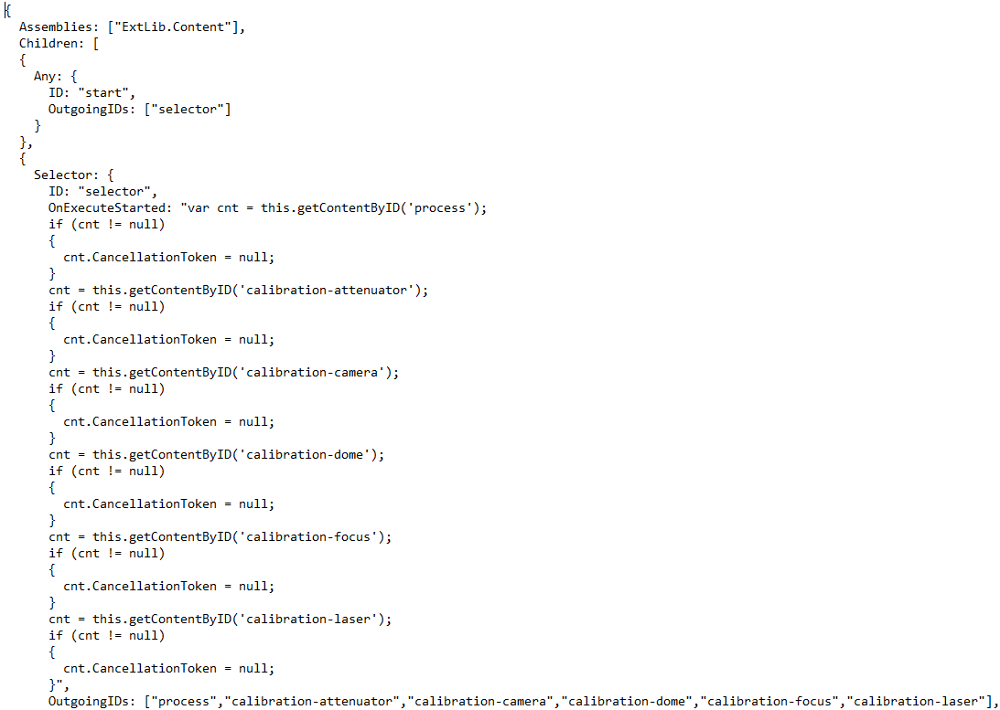 {
  Assemblies: ["ExtLib.Content"],
  Children: [
  {
    Any: {
      ID: "start",
      OutgoingIDs: ["selector"]
    }
  },
  {
    Selector: {
      ID: "selector",
      OnExecuteStarted: "var cnt = this.getContentByID('process');
      if (cnt != null)
      {
        cnt.CancellationToken = null;
      }
      cnt = this.getContentByID('calibration-attenuator');
      if (cnt != null)
      {
        cnt.CancellationToken = null;
      }
      cnt = this.getContentByID('calibration-camera');
      if (cnt != null)
      {
        cnt.CancellationToken = null;
      }
      cnt = this.getContentByID('calibration-dome');
      if (cnt != null)
      {
        cnt.CancellationToken = null;
      }
      cnt = this.getContentByID('calibration-focus');
      if (cnt != null)
      {
        cnt.CancellationToken = null;
      }
      cnt = this.getContentByID('calibration-laser');
      if (cnt != null)
      {
        cnt.CancellationToken = null;
      }",
      OutgoingIDs: ["process","calibration-attenuator","calibration-camera","calibration-dome","calibration-focus","calibration-laser"],